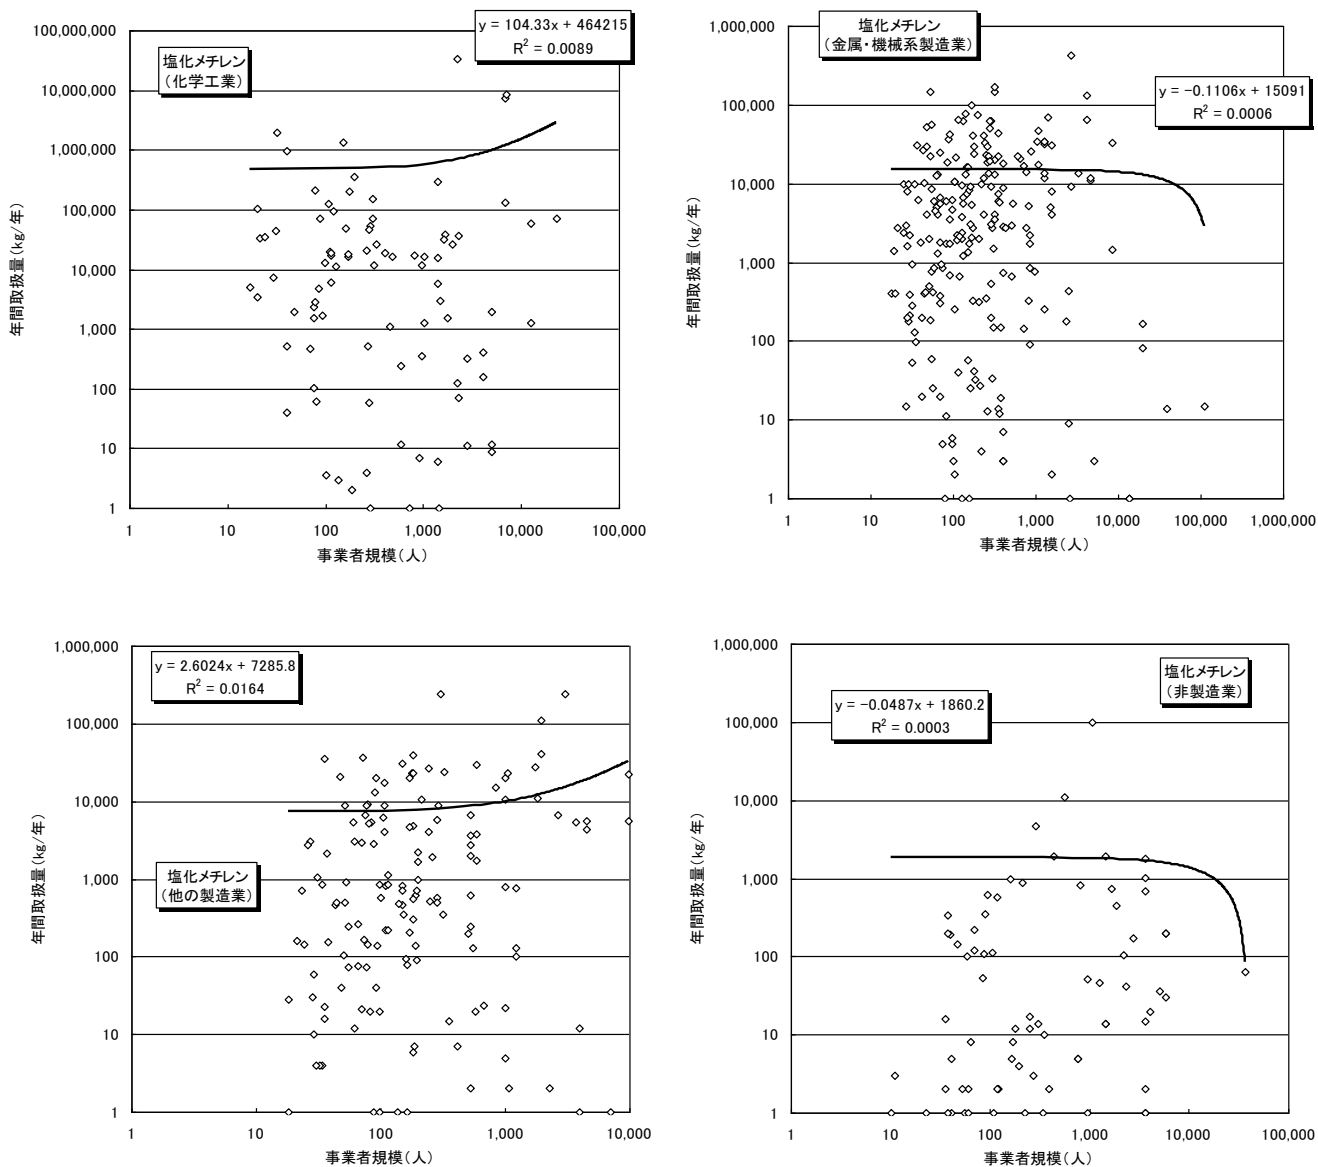 y = 104.33x + 464215
R² = 0.0089
塩化メチレン
(化学工業)
100,000,000
10,000,000
1,000,000
100,000
10,000
1,000
100
10
1
年間取扱量(㎏/年)
1
10
100
1,000
10,000
100,000
事業者規模(人)
塩化メチレン
(金属・機械系製造業)
y = −0.1106x + 15091
R² = 0.0006
1,000,000
100,000
10,000
1,000
100
10
1
年間取扱量(㎏/年)
1
10
100
1,000
10,000
100,000
1,000,000
事業者規模(人)
y = 2.6024x + 7285.8
R² = 0.0164
塩化メチレン
(他の製造業)
1,000,000
100,000
10,000
1,000
100
10
1
年間取扱量(㎏/年)
1
10
100
1,000
10,000
事業者規模(人)
塩化メチレン
(非製造業)
y = −0.0487x + 1860.2
R² = 0.0003
1,000,000
100,000
10,000
1,000
100
10
1
年間取扱量(㎏/年)
1
10
100
1,000
10,000
100,000
事業者規模(人)